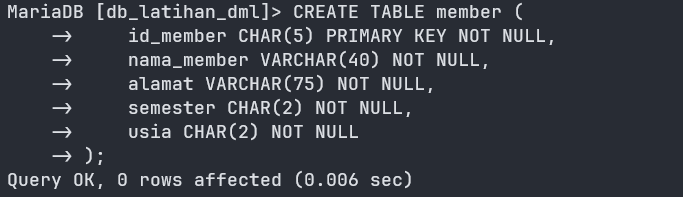 MariaDB [db_latihan_dml]> CREATE TABLE member (
    ->     id_member CHAR(5) PRIMARY KEY NOT NULL,
    ->     nama_member VARCHAR(40) NOT NULL,
    ->     alamat VARCHAR(75) NOT NULL,
    ->     semester CHAR(2) NOT NULL,
    ->     usia CHAR(2) NOT NULL
    -> );
Query OK, 0 rows affected (0.006 sec)